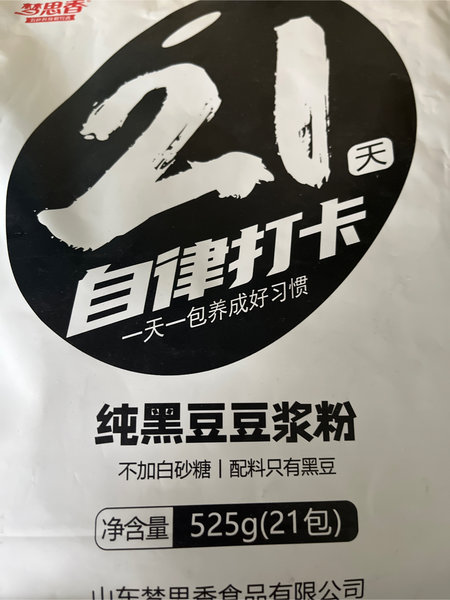 梦思香
21
天
自律打卡
一天一包养成好习惯
纯黑豆豆浆粉
不加白砂糖 | 配料只有黑豆
净含量 525g(21包)
山东梦思香食品有限公司